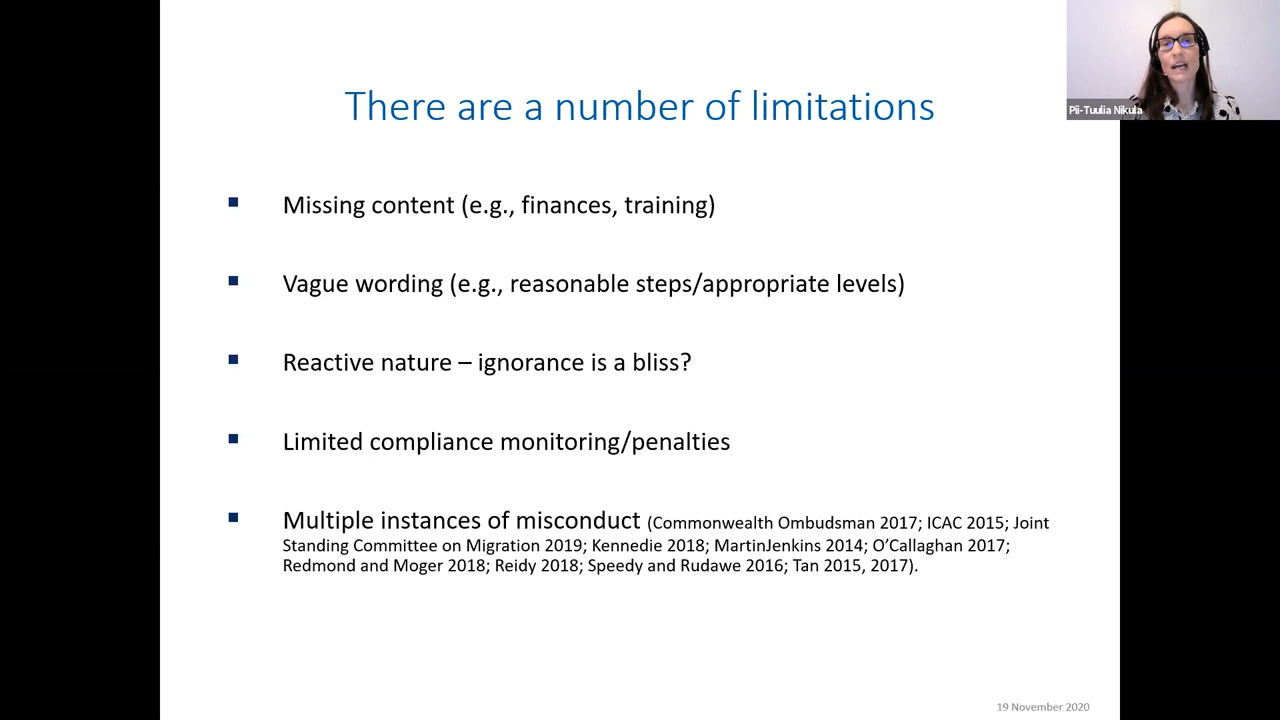 There are a number of limitations
Pii-Tuulia Nikula
Missing content (e.g., finances, training)
Vague wording (e.g., reasonable steps/appropriate levels)
Reactive nature – ignorance is a bliss?
Limited compliance monitoring/penalties
Multiple instances of misconduct (Commonwealth Ombudsman 2017; ICAC 2015; Joint
Standing Committee on Migration 2019; Kennedie 2018; MartinJenkins 2014; O’Callaghan 2017;
Redmond and Moger 2018; Reidy 2018; Speedy and Rudawe 2016; Tan 2015, 2017).
19 November 2020